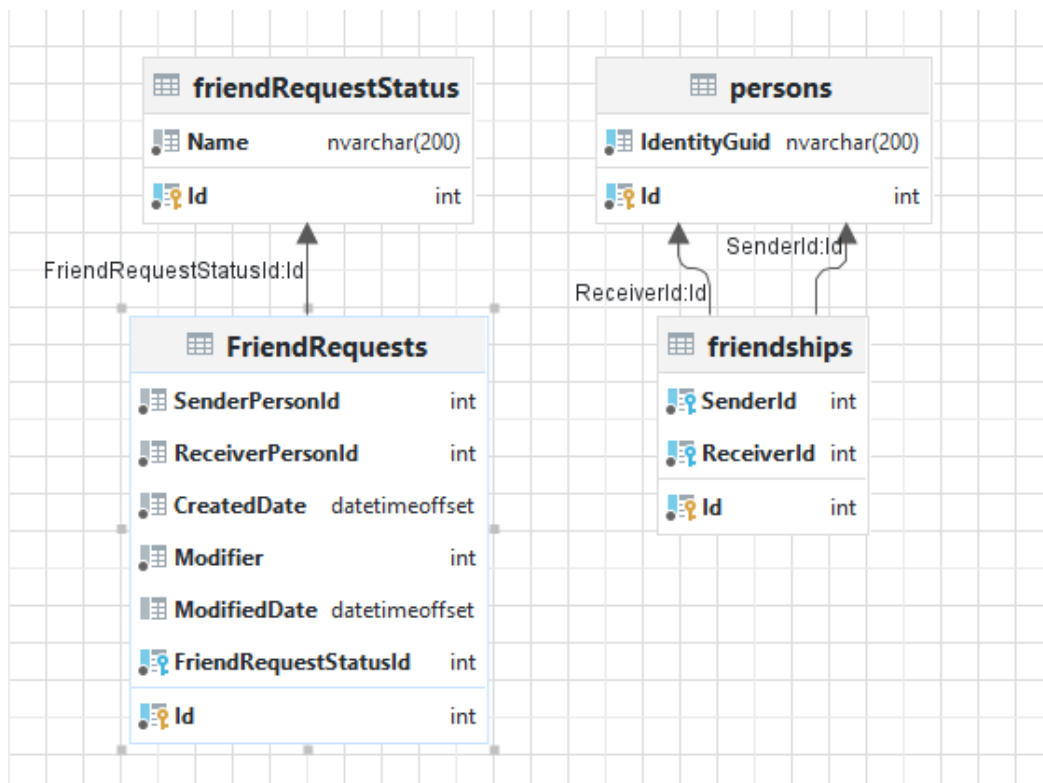 friendRequestStatus
Name nvarchar(200)
Id int
persons
IdentityGuid nvarchar(200)
Id int
FriendRequestStatusId:Id
SenderId:Id
ReceiverId:Id
FriendRequests
SenderPersonId int
ReceiverPersonId int
CreatedDate datetimeoffset
Modifier int
ModifiedDate datetimeoffset
FriendRequestStatusId int
Id int
friendships
SenderId int
ReceiverId int
Id int